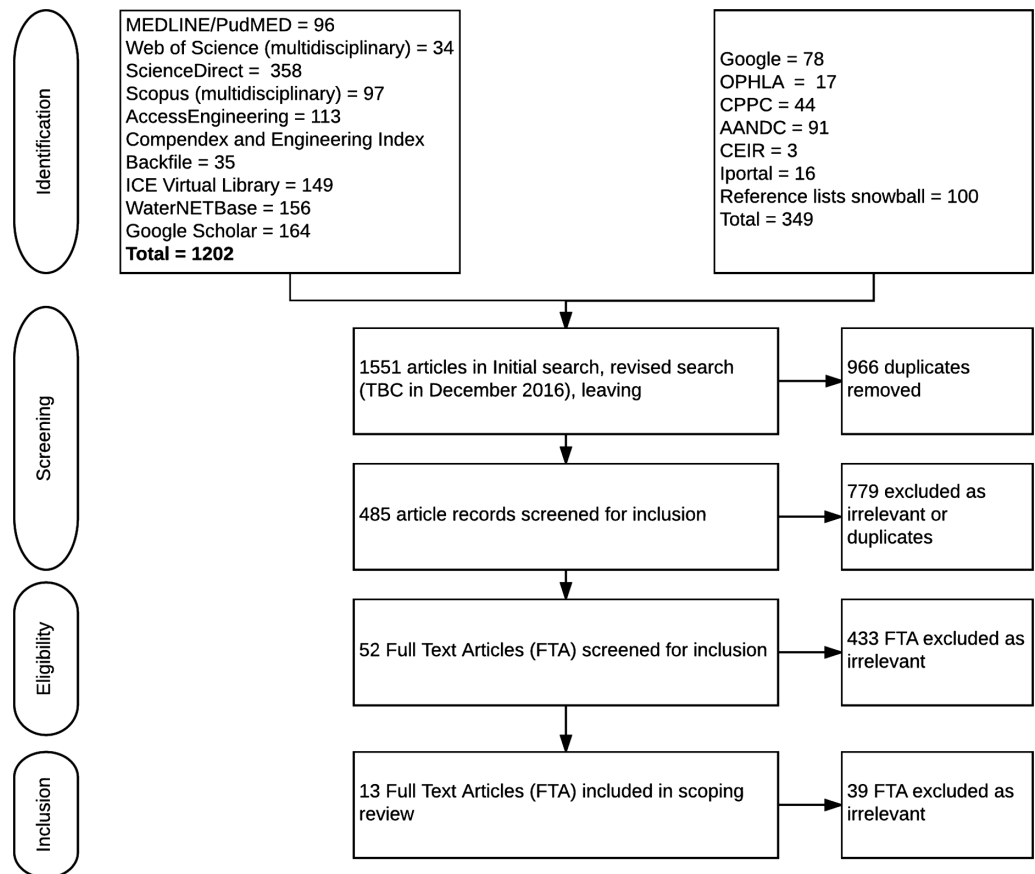 Identification
MEDLINE/PudMED = 96
Web of Science (multidisciplinary) = 34
ScienceDirect = 358
Scopus (multidisciplinary) = 97
AccessEngineering = 113
Compendex and Engineering Index
Backfile = 35
ICE Virtual Library = 149
WaterNETBase = 156
Google Scholar = 164
Total = 1202
Google = 78
OPHLA = 17
CPPC = 44
AANDC = 91
CEIR = 3
Iportal = 16
Reference lists snowball = 100
Total = 349
Screening
1551 articles in Initial search, revised search
(TBC in December 2016), leaving
966 duplicates
removed
485 article records screened for inclusion
779 excluded as
irrelevant or
duplicates
Eligibility
52 Full Text Articles (FTA) screened for inclusion
433 FTA excluded as
irrelevant
Inclusion
13 Full Text Articles (FTA) included in scoping
review
39 FTA excluded as
irrelevant